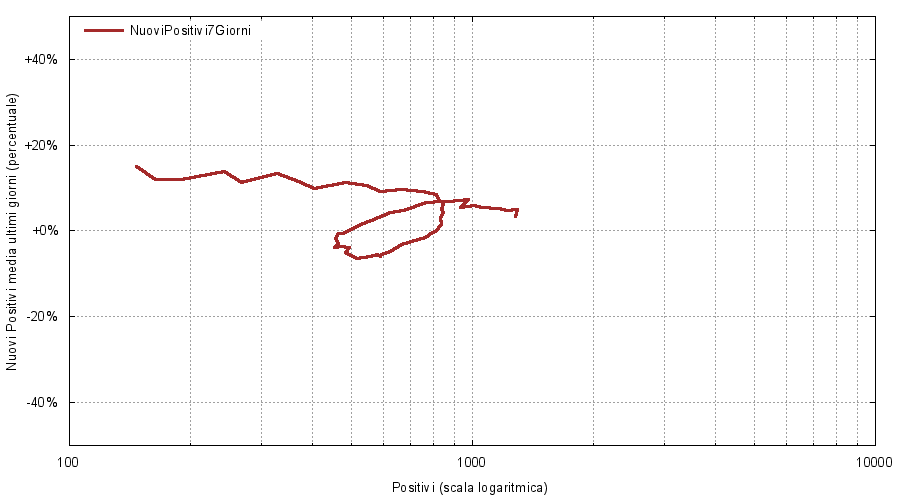 NuoviPositivi7Giorni
+40%
+20%
+0%
-20%
-40%
Nuovi Positivi media ultimi giorni (percentuale)
100
1000
10000
Positivi (scala logaritmica)